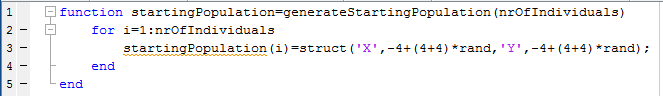 1 function startingPopulation=generateStartingPopulation(nrOfIndividuals)
2 - for i=1:nrOfIndividuals
3 - startingPopulation(i)=struct('X',-4+(4+4)*rand,'Y',-4+(4+4)*rand);
4 - end
5 - end